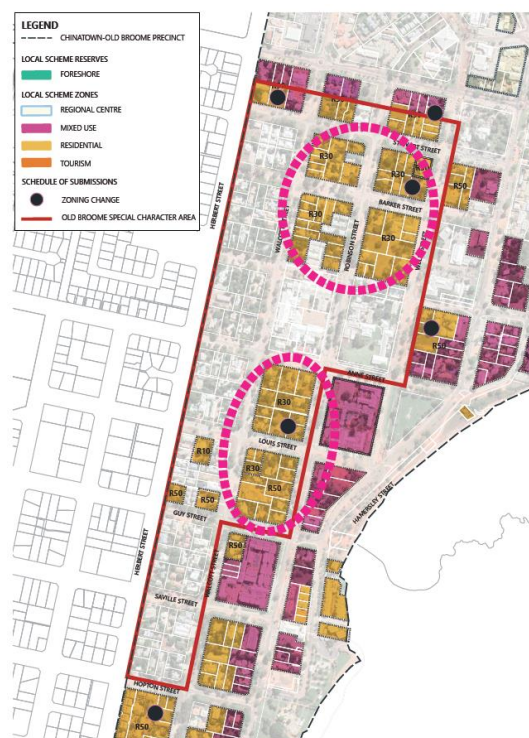 LEGEND
CHINATOWN-OLD BROOME PRECINCT
LOCAL SCHEME RESERVES
FORESHORE
LOCAL SCHEME ZONES
REGIONAL CENTRE
MIXED USE
RESIDENTIAL
TOURISM
SCHEDULE OF SUBMISSIONS
ZONING CHANGE
OLD BROOME SPECIAL CHARACTER AREA
HERBERT STREET
STREET
R30
R30
R50
BARKER STREET
R30
R30
ROBINSON STREET
R50
ANNE STREET
R30
LOUIS STREET
R10
R30
R50
R50
R50
GUY STREET
HAMERSLEY STREET
HERBERT STREET
R50
SAVILLE STREET
HOPTON STREET
R50